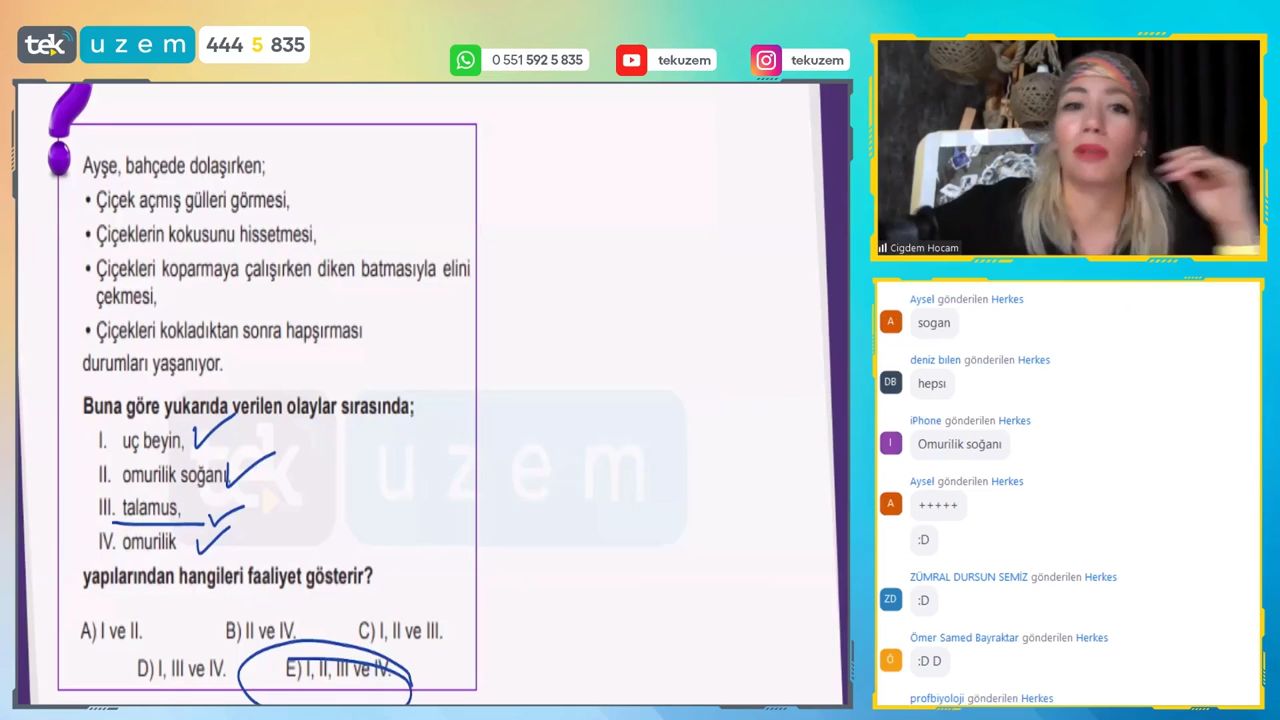 tek uzem 444 5 835
0 551 592 5 835
tekuzem
tekuzem
Ayşe, bahçede dolaşırken;
• Çiçek açmış gülleri görmesi,
• Çiçeklerin kokusunu hissetmesi,
• Çiçekleri koparmaya çalışırken diken batmasıyla elini
çekmesi,
• Çiçekleri kokladıktan sonra hapşırması
durumları yaşanıyor.
Buna göre yukarıda verilen olaylar sırasında;
I. uç beyin,
II. omurilik soğanı
III. talamus,
IV. omurilik
yapılarından hangileri faaliyet gösterir?
A) I ve II.
B) II ve IV.
C) I, II ve III.
D) I, III ve IV.
E) I, II, III ve IV.
tek uzem
Cigdem Hocam
Aysel gönderilen Herkes
A
sogan
deniz bılen gönderilen Herkes
DB
hepsı
iPhone gönderilen Herkes
I
Omurilik soğanı
Aysel gönderilen Herkes
A
+++++
:D
ZÜMRAL DURSUN SEMİZ gönderilen Herkes
ZD
:D
Ömer Samed Bayraktar gönderilen Herkes
Ö
:D D
profbiyoloji gönderilen Herkes